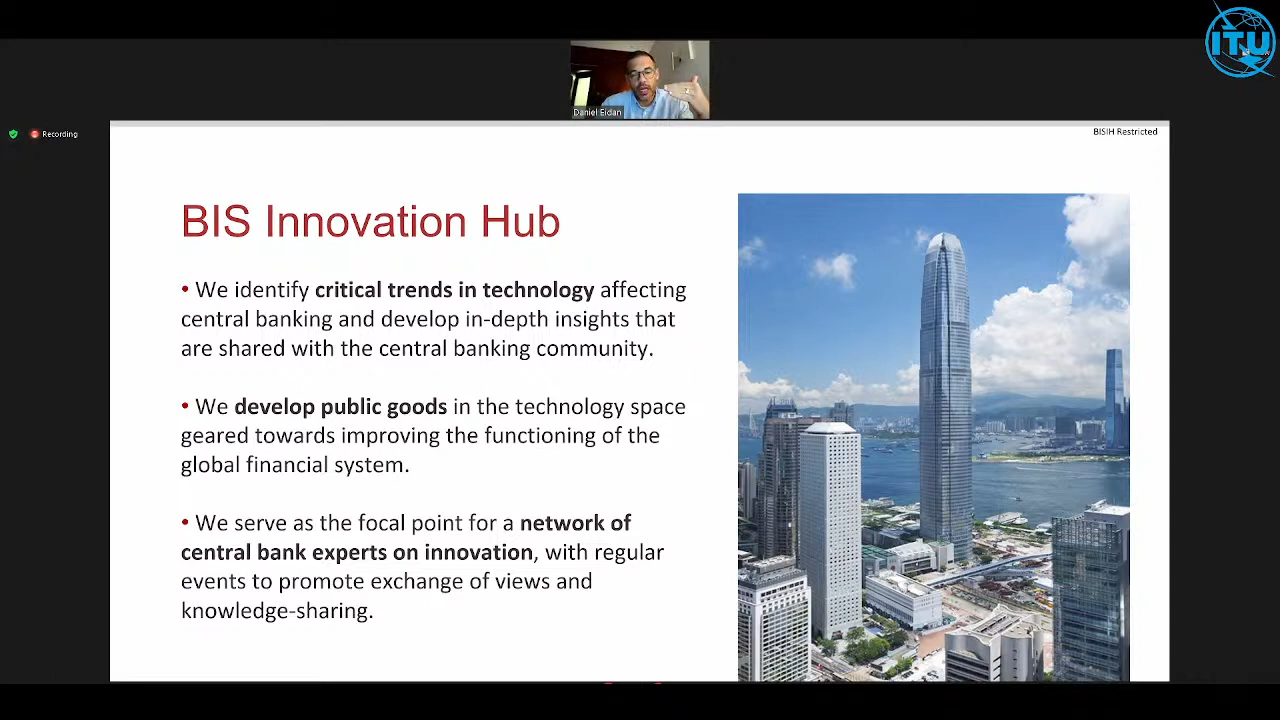 ITU
Daniel Eidan
Recording
BISIH Restricted
BIS Innovation Hub
• We identify critical trends in technology affecting
central banking and develop in-depth insights that
are shared with the central banking community.
• We develop public goods in the technology space
geared towards improving the functioning of the
global financial system.
• We serve as the focal point for a network of
central bank experts on innovation, with regular
events to promote exchange of views and
knowledge-sharing.